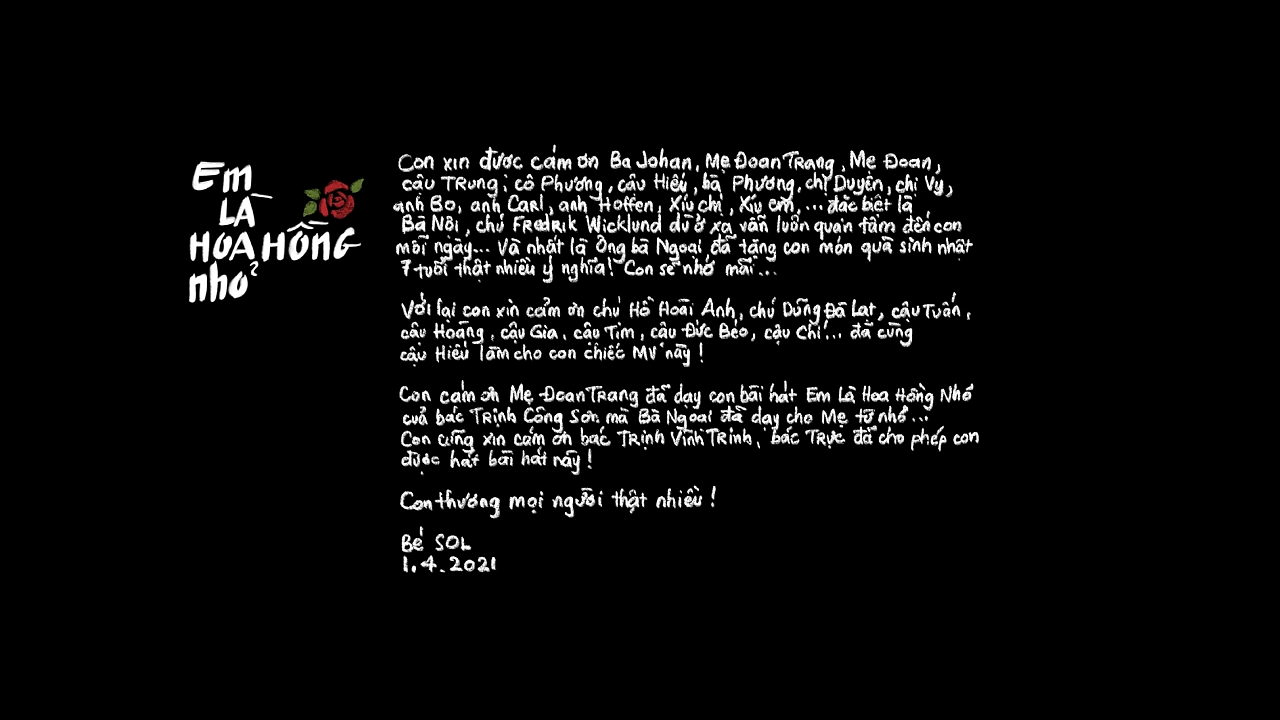 Em
LÀ
HOA HỒNG
nhỏ
Con xin được cám ơn Ba Johan, Mẹ Đoan Trang, Mẹ Đoan,
cậu Trung, cô Phương, cậu Hiếu, bà Phương, chị Duyên, chị Vy,
anh Bo, anh Carl, anh Hoffen, Xíu chị, Xíu em, ... đặc biệt là
Bà Nội, chú Fredrik Wicklund dù ở xa vẫn luôn quan tâm đến con
mỗi ngày... Và nhất là Ông bà Ngoại đã tặng con món quà sinh nhật
7 tuổi thật nhiều ý nghĩa! Con sẽ nhớ mãi...
Với lại con xin cảm ơn chú Hồ Hoài Anh, chú Dũng Đà Lạt, cậu Tuấn,
cậu Hoàng, cậu Gia, cậu Tim, cậu Đức Béo, cậu Chí... đã cùng
cậu Hiếu làm cho con chiếc MV này!
Con cám ơn Mẹ Đoan Trang đã dạy con bài hát Em Là Hoa Hồng Nhỏ
của bác Trịnh Công Sơn mà Bà Ngoại đã dạy cho Mẹ từ nhỏ...
Con cũng xin cám ơn bác Trịnh Vĩnh Trinh, bác Trực đã cho phép con
được hát bài hát này!
Con thương mọi người thật nhiều!
Bé SOL
1.4.2021